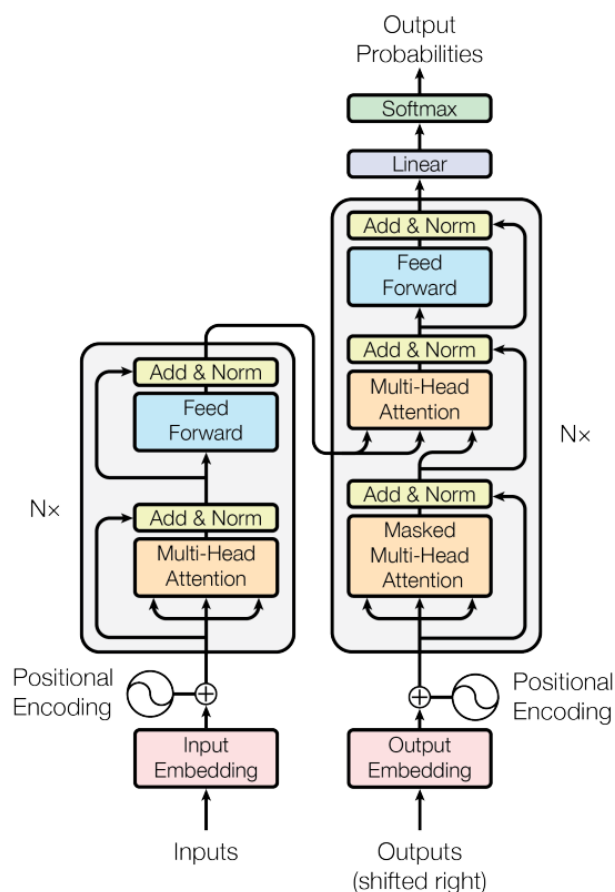 Output
Probabilities
Softmax
Linear
Add & Norm
Feed
Forward
Add & Norm
Multi-Head
Attention
Add & Norm
Masked
Multi-Head
Attention
N×
Add & Norm
Feed
Forward
Add & Norm
Multi-Head
Attention
N×
Positional
Encoding
Positional
Encoding
Input
Embedding
Output
Embedding
Inputs
Outputs
(shifted right)